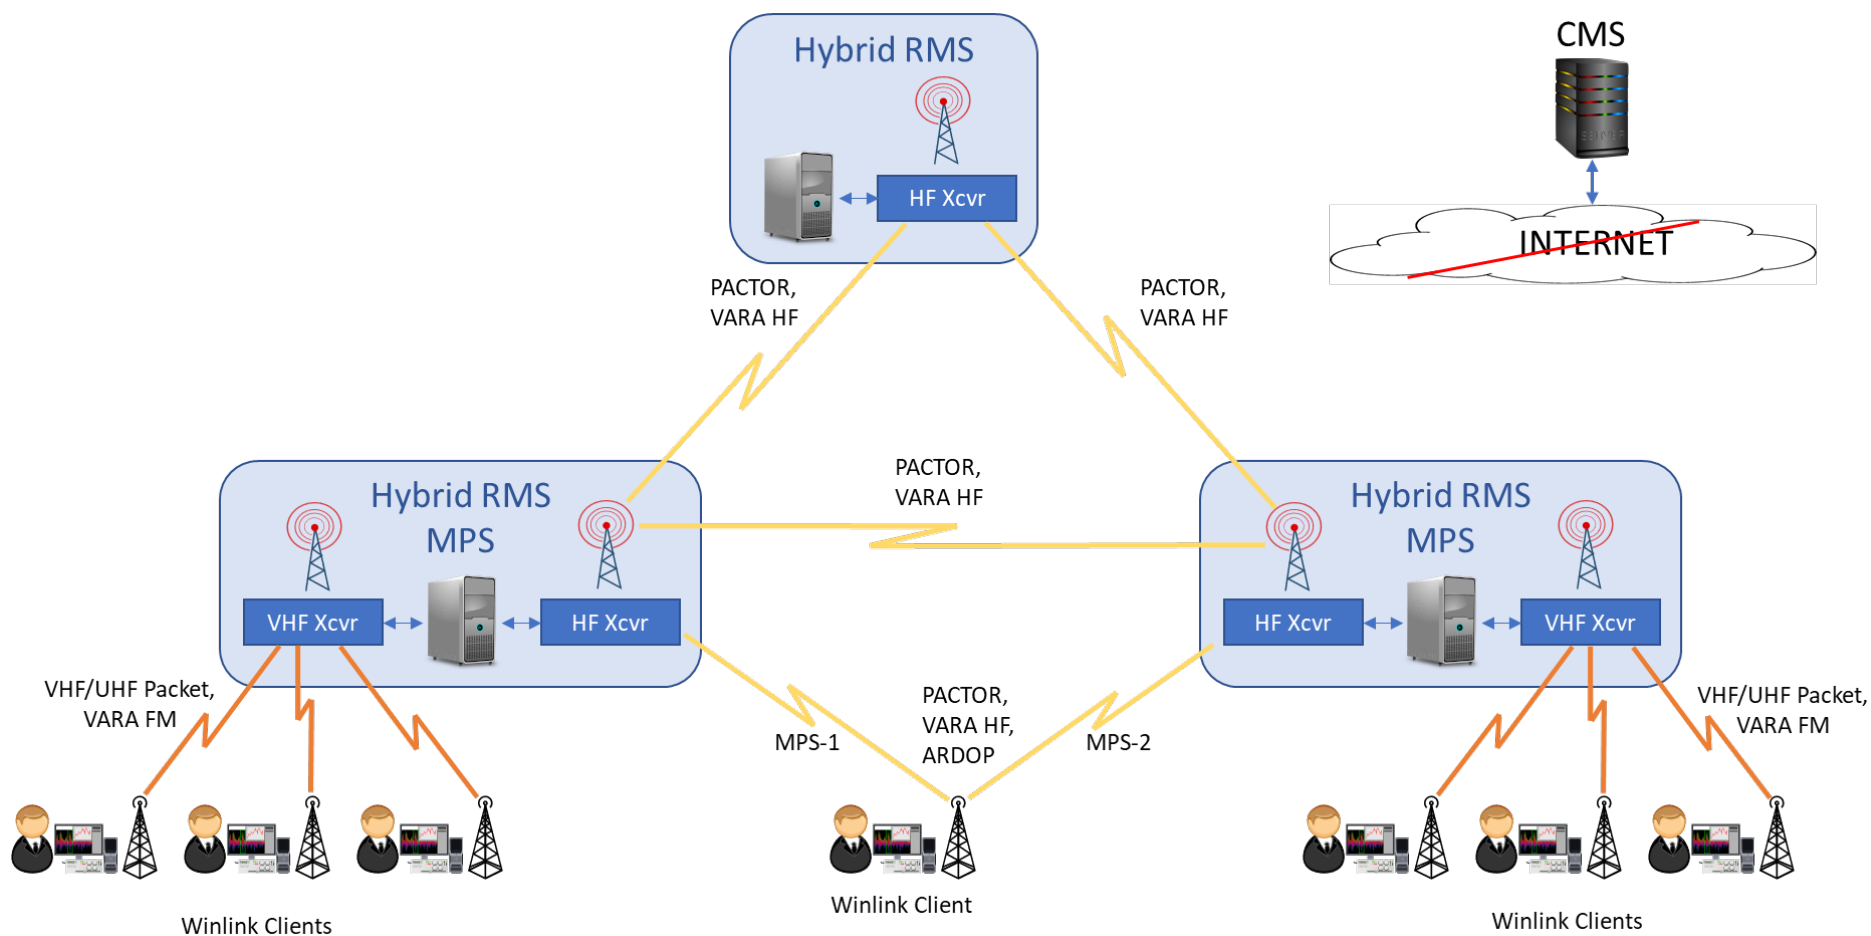 Hybrid RMS
HF Xcvr
CMS
INTERNET
PACTOR,
VARA HF
PACTOR,
VARA HF
PACTOR,
VARA HF
Hybrid RMS
MPS
VHF Xcvr
HF Xcvr
Hybrid RMS
MPS
HF Xcvr
VHF Xcvr
VHF/UHF Packet,
VARA FM
MPS-1
PACTOR,
VARA HF,
ARDOP
MPS-2
VHF/UHF Packet,
VARA FM
Winlink Clients
Winlink Client
Winlink Clients